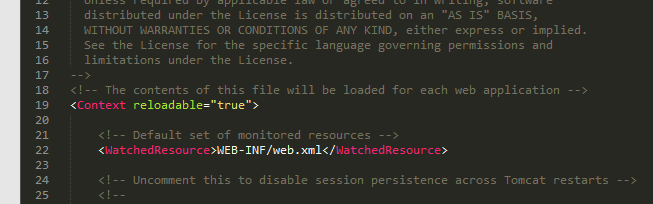 12 Unless required by applicable law or agreed to in writing, software
13 distributed under the License is distributed on an "AS IS" BASIS,
14 WITHOUT WARRANTIES OR CONDITIONS OF ANY KIND, either express or implied.
15 See the License for the specific language governing permissions and
16 limitations under the License.
17 -->
18 <!-- The contents of this file will be loaded for each web application -->
19 <Context reloadable="true">
20
21 <!-- Default set of monitored resources -->
22 <WatchedResource>WEB-INF/web.xml</WatchedResource>
23
24 <!-- Uncomment this to disable session persistence across Tomcat restarts -->
25 <!--